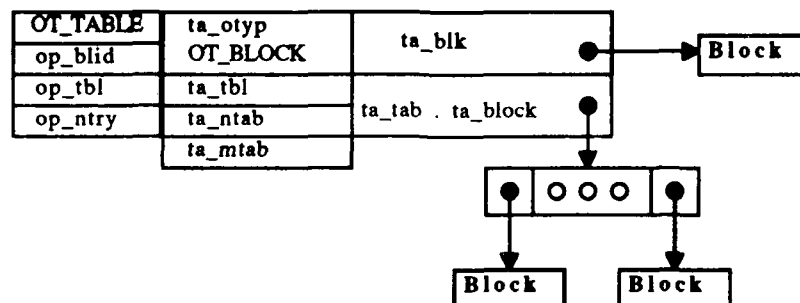 OT_TABLE ta_otyp ta_blk Block
op_blid OT_BLOCK
op_tbl ta_tbl ta_tab . ta_block
op_ntry ta_ntab
ta_mtab
Block Block